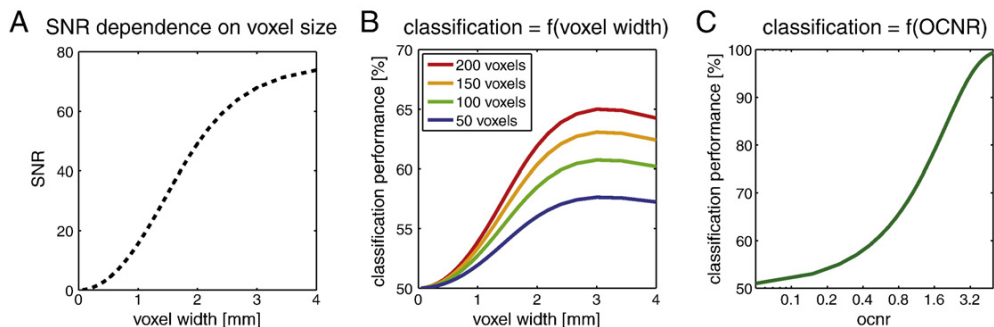 A SNR dependence on voxel size
SNR
80
60
40
20
0
0 1 2 3 4
voxel width [mm]
B classification = f(voxel width)
classification performance [%]
70
65
60
55
50
200 voxels
150 voxels
100 voxels
50 voxels
0 1 2 3 4
voxel width [mm]
C classification = f(OCNR)
classification performance [%]
100
90
80
70
60
50
0.1 0.2 0.4 0.8 1.6 3.2
ocnr